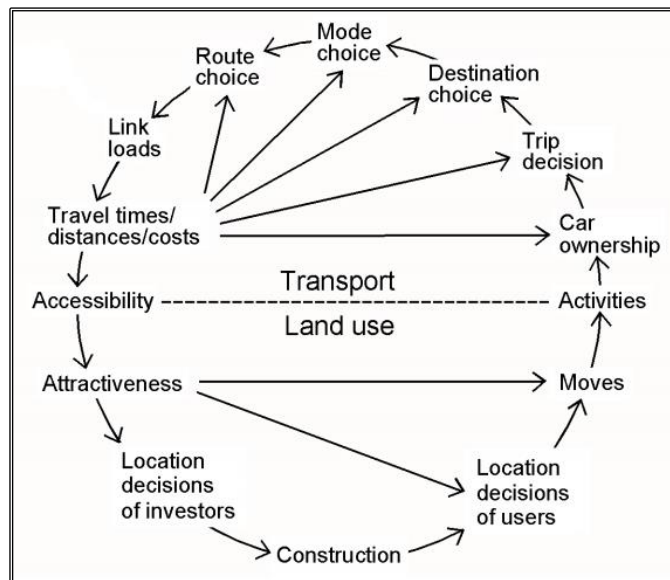 Mode
choice
Route
choice
Destination
choice
Link
loads
Trip
decision
Travel times/
distances/costs
Car
ownership
Transport
Accessibility
Activities
Land use
Attractiveness
Moves
Location
decisions
of investors
Location
decisions
of users
Construction